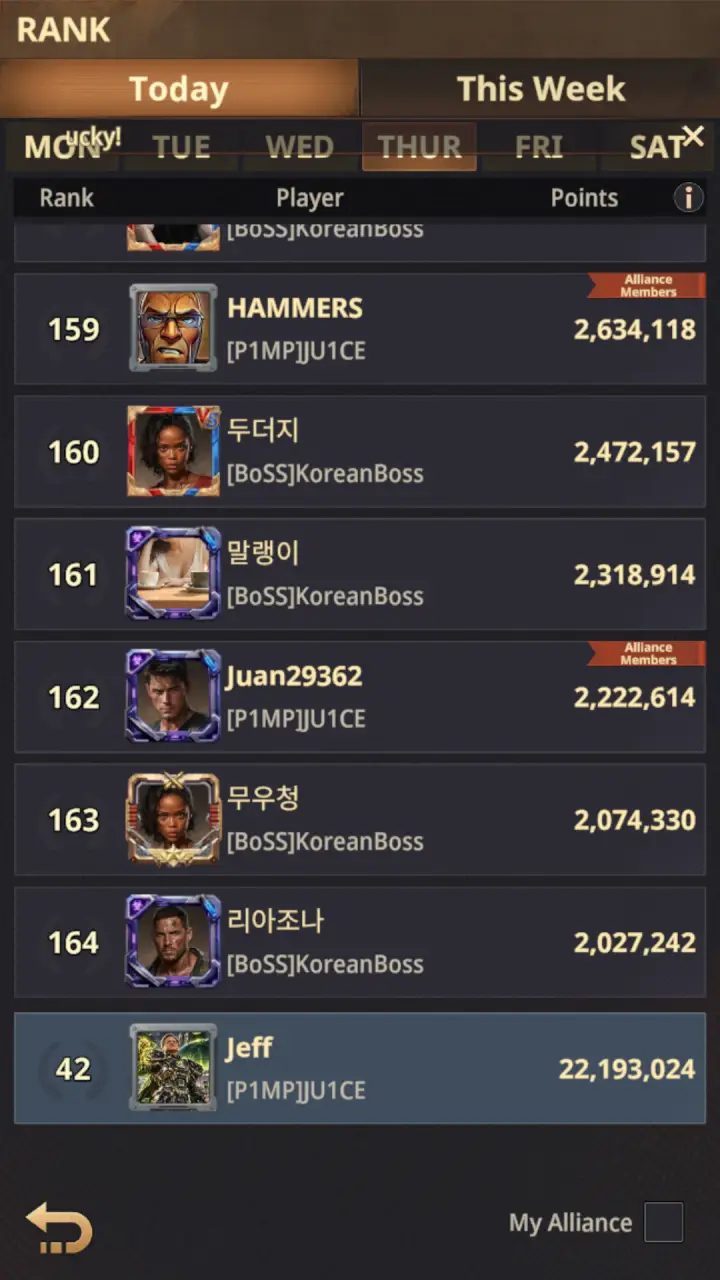 RANK
Today
This Week
ucky!
MON
TUE
WED
THUR
FRI
SAT
Rank
Player
Points
[BoSS]KoreanBoss
Alliance
Members
159
HAMMERS
2,634,118
[P1MP]JU1CE
160
두더지
2,472,157
[BoSS]KoreanBoss
161
말랭이
2,318,914
[BoSS]KoreanBoss
Alliance
Members
162
Juan29362
2,222,614
[P1MP]JU1CE
163
무우청
2,074,330
[BoSS]KoreanBoss
164
리아조나
2,027,242
[BoSS]KoreanBoss
42
Jeff
22,193,024
[P1MP]JU1CE
My Alliance